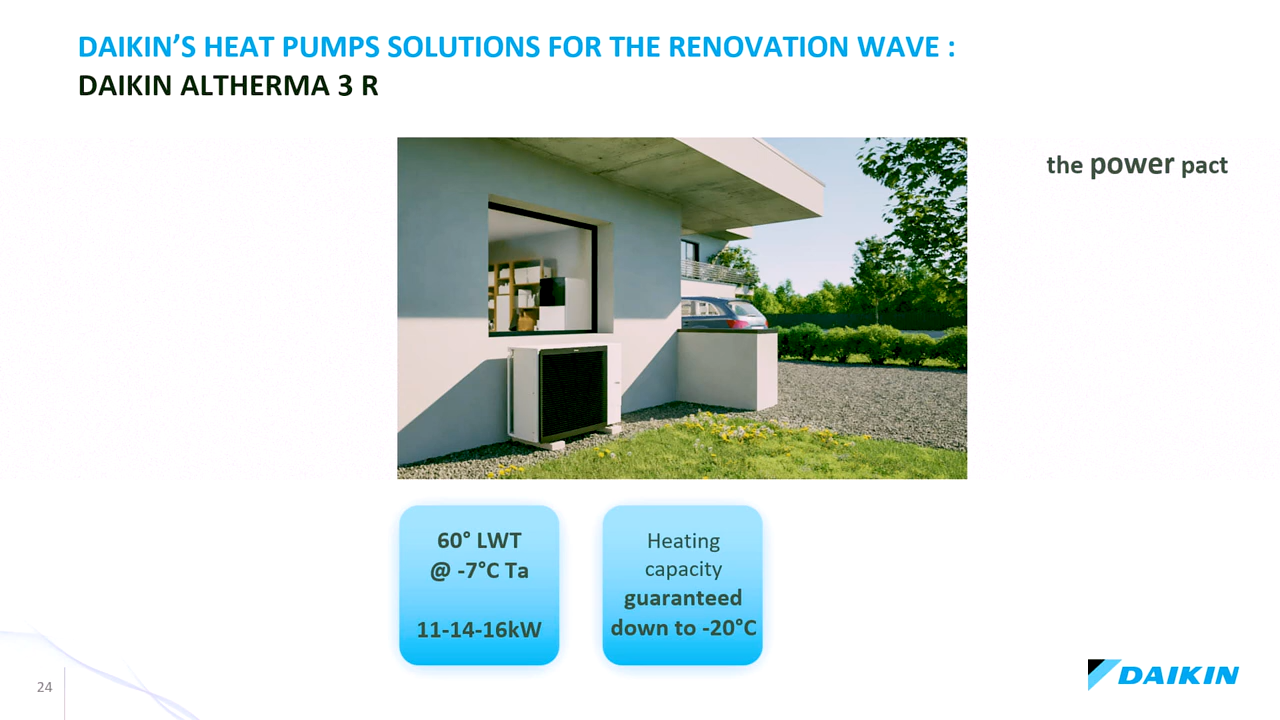 DAIKIN’S HEAT PUMPS SOLUTIONS FOR THE RENOVATION WAVE :
DAIKIN ALTHERMA 3 R
the power pact
60° LWT
@ -7°C Ta
11-14-16kW
Heating
capacity
guaranteed
down to -20°C
24
DAIKIN